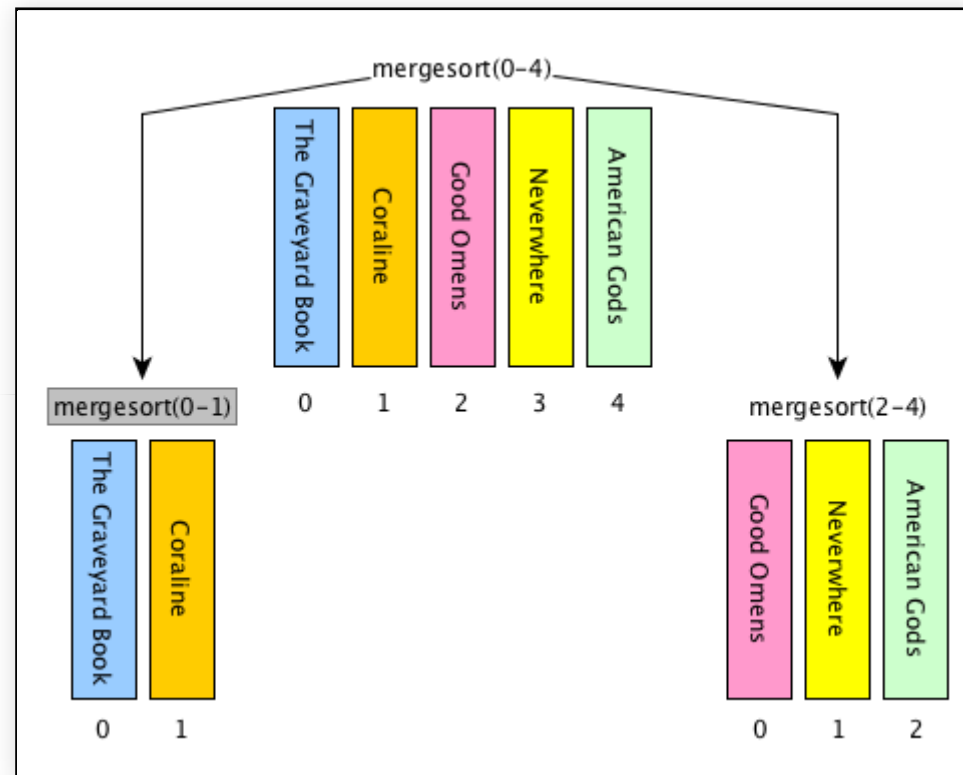 mergesort(0-4)
The Graveyard Book
Coraline
Good Omens
Neverwhere
American Gods
0 1 2 3 4
mergesort(0-1)
The Graveyard Book
Coraline
0 1
mergesort(2-4)
Good Omens
Neverwhere
American Gods
0 1 2